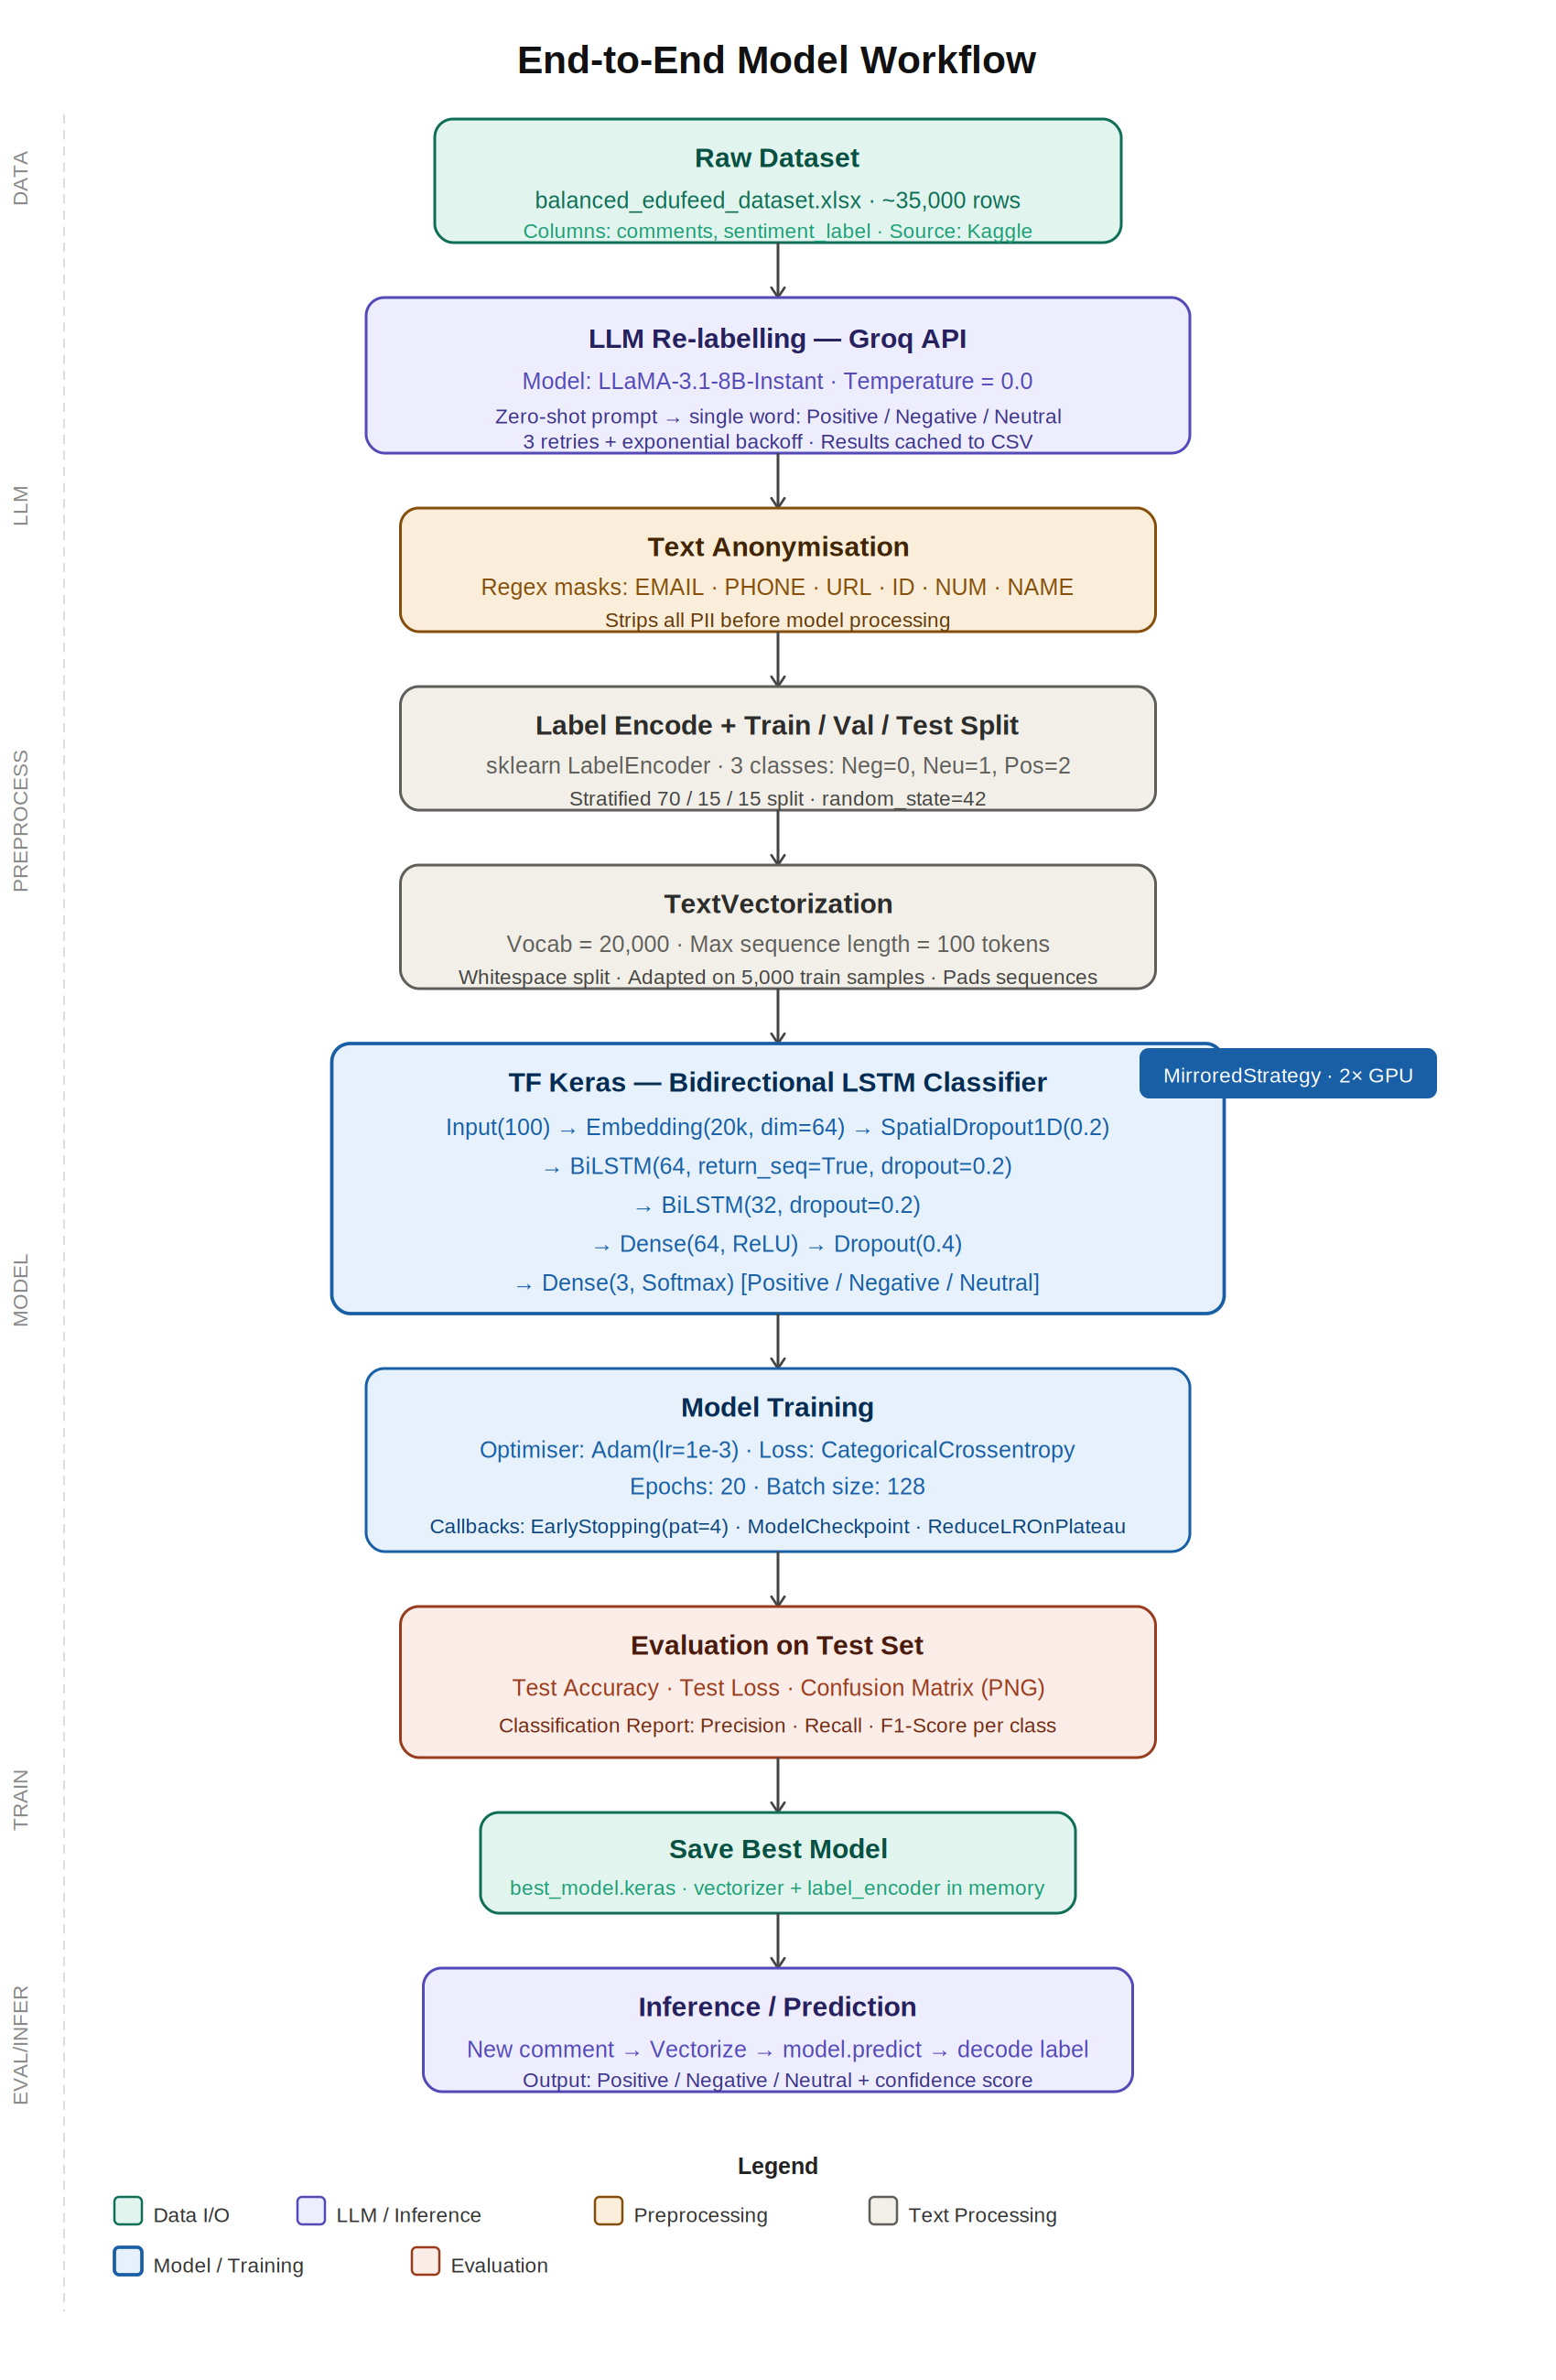 End-to-End Model Workflow
DATA
Raw Dataset
balanced_edufeed_dataset.xlsx · ~35,000 rows
Columns: comments, sentiment_label · Source: Kaggle
LLM Re-labelling — Groq API
Model: LLaMA-3.1-8B-Instant · Temperature = 0.0
Zero-shot prompt → single word: Positive / Negative / Neutral
3 retries + exponential backoff · Results cached to CSV
LLM
Text Anonymisation
Regex masks: EMAIL · PHONE · URL · ID · NUM · NAME
Strips all PII before model processing
PREPROCESS
Label Encode + Train / Val / Test Split
sklearn LabelEncoder · 3 classes: Neg=0, Neu=1, Pos=2
Stratified 70 / 15 / 15 split · random_state=42
TextVectorization
Vocab = 20,000 · Max sequence length = 100 tokens
Whitespace split · Adapted on 5,000 train samples · Pads sequences
TF Keras — Bidirectional LSTM Classifier
MirroredStrategy · 2× GPU
Input(100) → Embedding(20k, dim=64) → SpatialDropout1D(0.2)
→ BiLSTM(64, return_seq=True, dropout=0.2)
→ BiLSTM(32, dropout=0.2)
→ Dense(64, ReLU) → Dropout(0.4)
→ Dense(3, Softmax) [Positive / Negative / Neutral]
MODEL
Model Training
Optimiser: Adam(lr=1e-3) · Loss: CategoricalCrossentropy
Epochs: 20 · Batch size: 128
Callbacks: EarlyStopping(pat=4) · ModelCheckpoint · ReduceLROnPlateau
Evaluation on Test Set
Test Accuracy · Test Loss · Confusion Matrix (PNG)
Classification Report: Precision · Recall · F1-Score per class
TRAIN
Save Best Model
best_model.keras · vectorizer + label_encoder in memory
EVAL/INFER
Inference / Prediction
New comment → Vectorize → model.predict → decode label
Output: Positive / Negative / Neutral + confidence score
Legend
Data I/O
LLM / Inference
Preprocessing
Text Processing
Model / Training
Evaluation